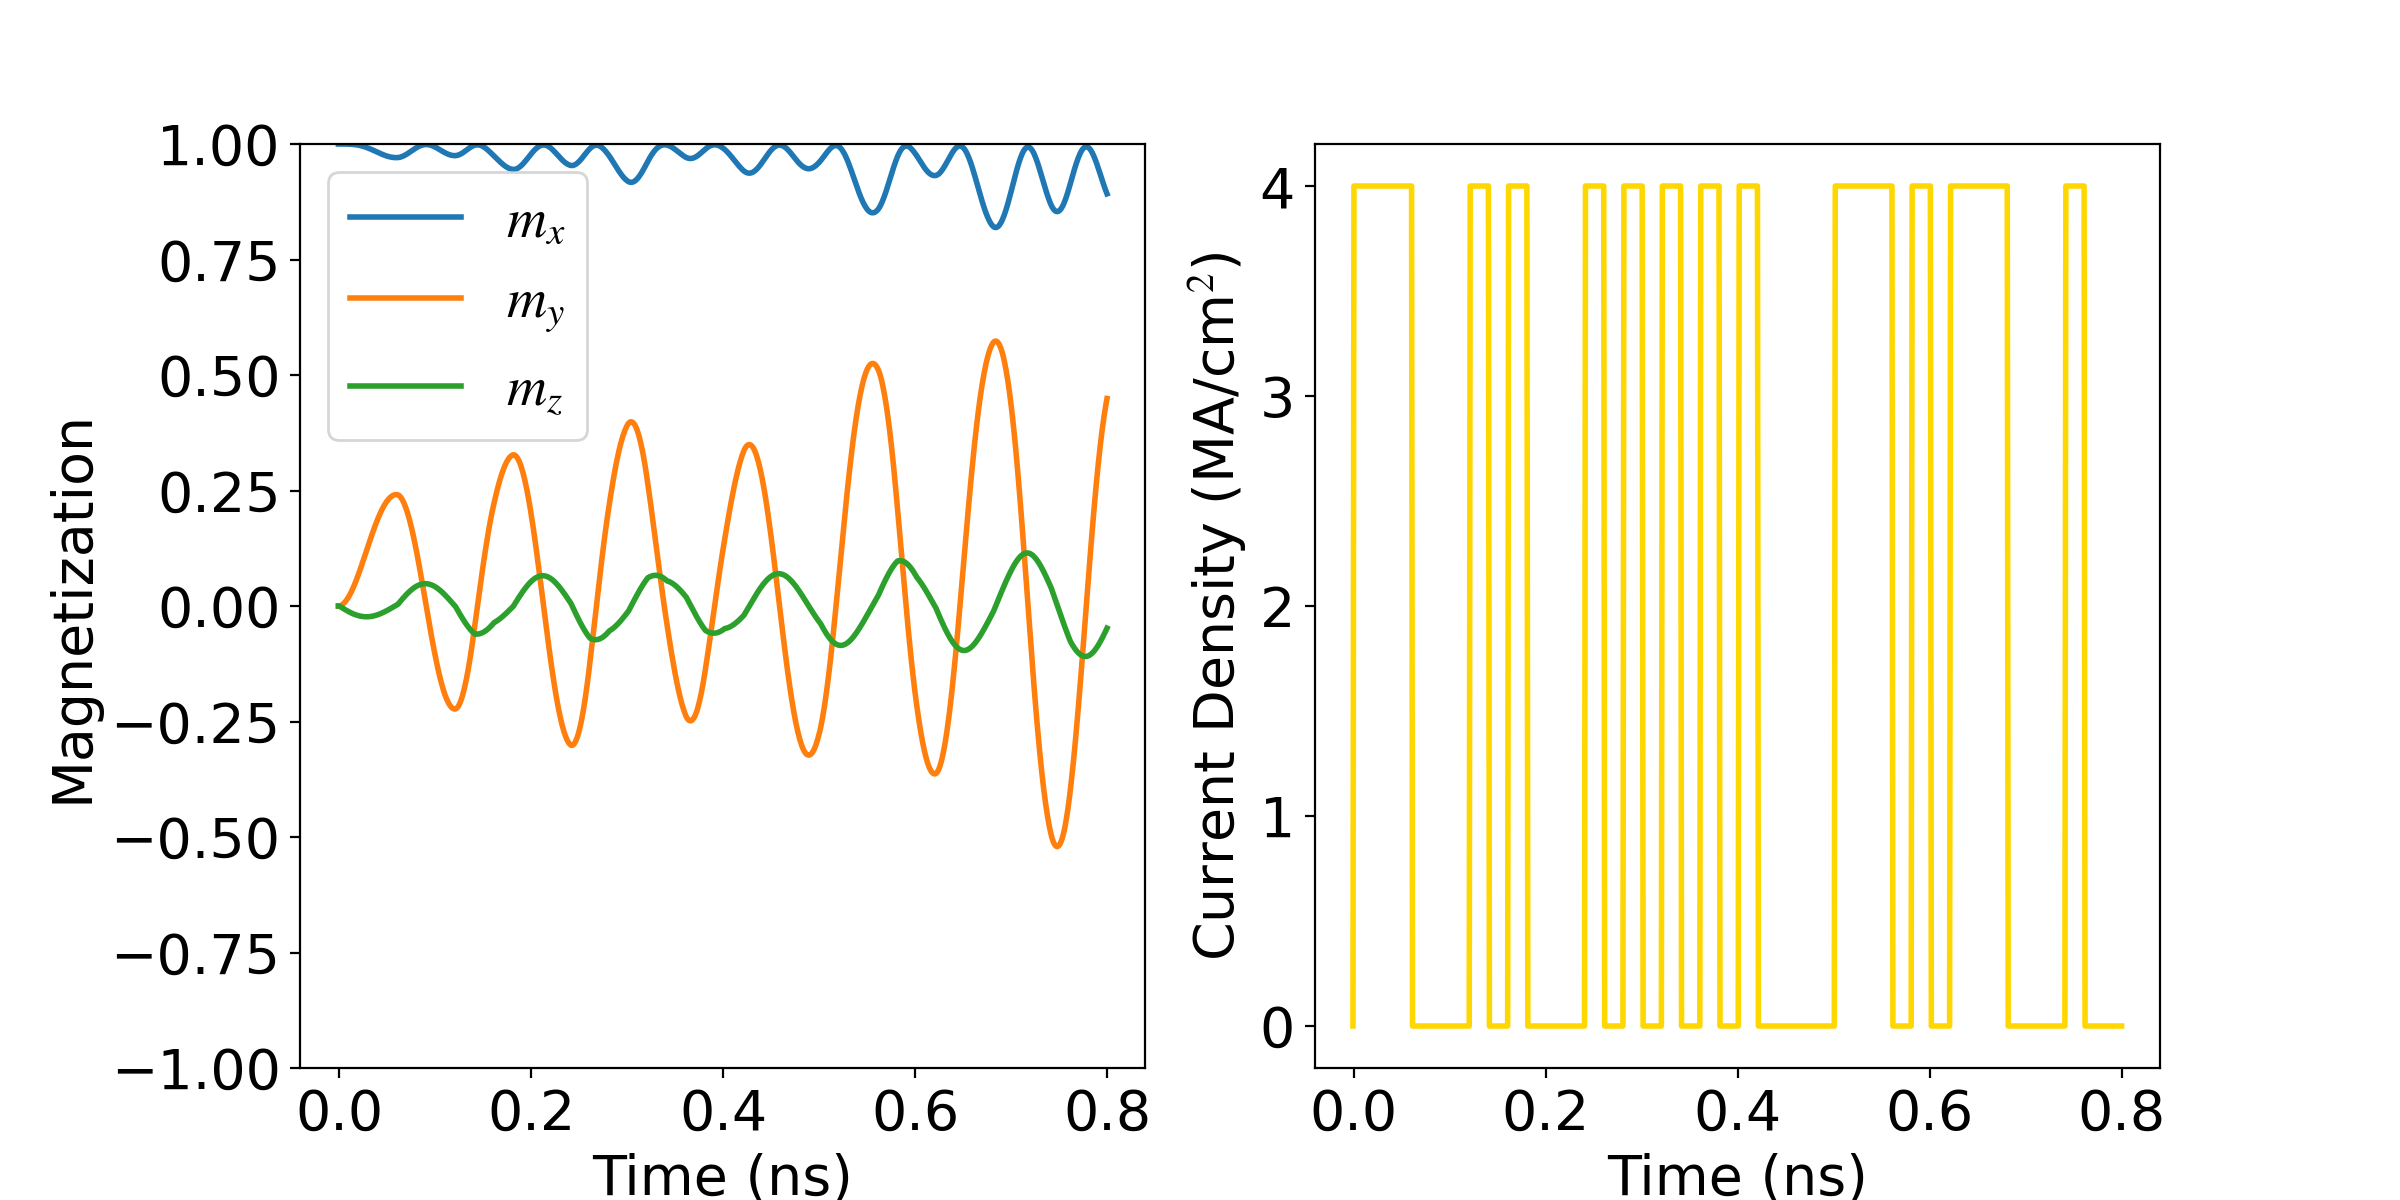 Magnetization
1.00
0.75
0.50
0.25
0.00
−0.25
−0.50
−0.75
−1.00
m_x
m_y
m_z
0.0 0.2 0.4 0.6 0.8
Time (ns)
Current Density (MA/cm²)
4
3
2
1
0
0.0 0.2 0.4 0.6 0.8
Time (ns)